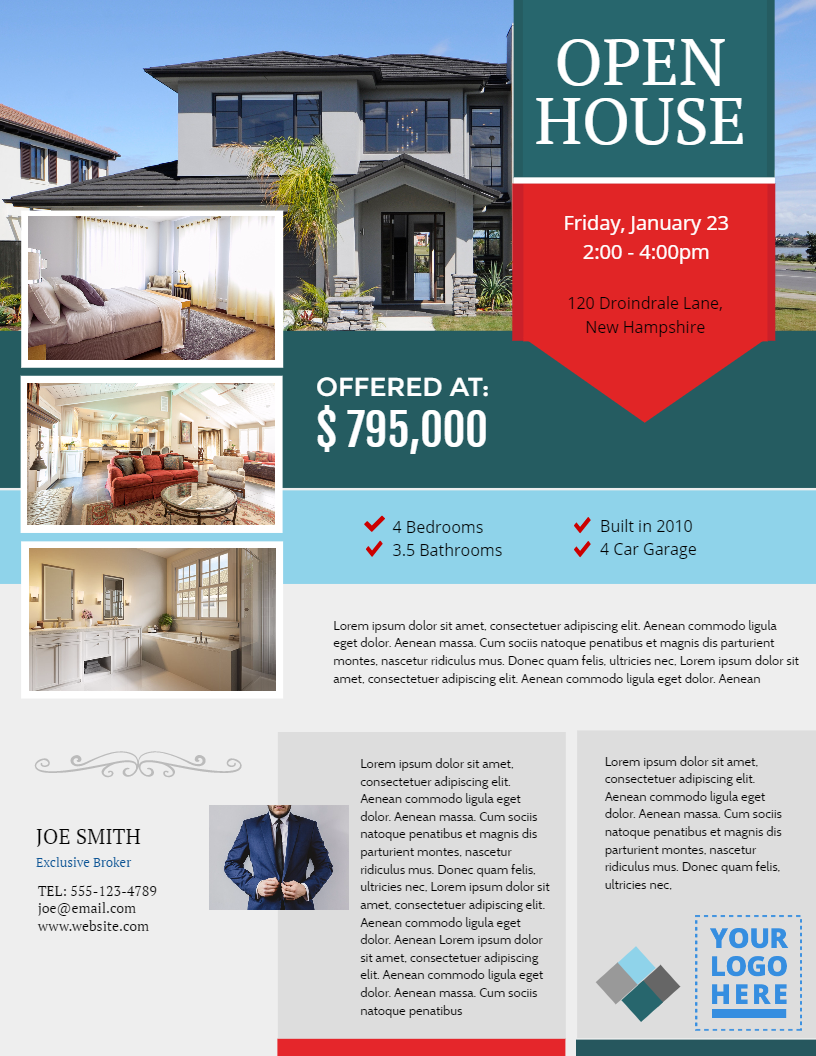 OPEN
HOUSE
Friday, January 23
2:00 - 4:00pm
120 Droindrale Lane,
New Hampshire
OFFERED AT:
$ 795,000
4 Bedrooms
3.5 Bathrooms
Built in 2010
4 Car Garage
Lorem ipsum dolor sit amet, consectetuer adipiscing elit. Aenean commodo ligula
eget dolor. Aenean massa. Cum sociis natoque penatibus et magnis dis parturient
montes, nascetur ridiculus mus. Donec quam felis, ultricies nec, Lorem ipsum dolor sit
amet, consectetuer adipiscing elit. Aenean commodo ligula eget dolor. Aenean
JOE SMITH
Exclusive Broker
TEL: 555-123-4789
joe@email.com
www.website.com
Lorem ipsum dolor sit amet,
consectetuer adipiscing elit.
Aenean commodo ligula eget
dolor. Aenean massa. Cum sociis
natoque penatibus et magnis dis
parturient montes, nascetur
ridiculus mus. Donec quam felis,
ultricies nec. Lorem ipsum dolor sit
amet, consectetuer adipiscing elit.
Aenean commodo ligula eget
dolor. Aenean Lorem ipsum dolor
sit amet, consectetuer adipiscing
elit. Aenean commodo ligula eget
dolor. Aenean massa. Cum sociis
natoque penatibus
Lorem ipsum dolor sit amet,
consectetuer adipiscing elit.
Aenean commodo ligula eget
dolor. Aenean massa. Cum sociis
natoque penatibus et magnis dis
parturient montes, nascetur
ridiculus mus. Donec quam felis,
ultricies nec,
YOUR
LOGO
HERE